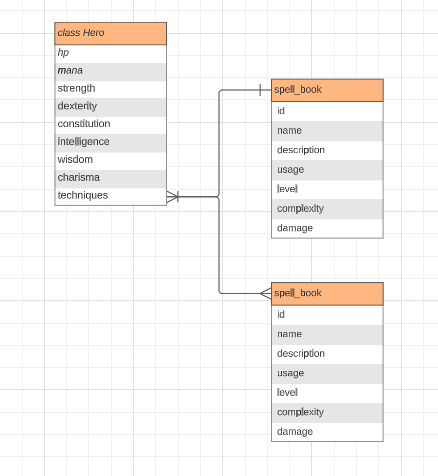 class Hero
hp
mana
strength
dexterity
constitution
intelligence
wisdom
charisma
techniques
spell_book
id
name
description
usage
level
complexity
damage
spell_book
id
name
description
usage
level
complexity
damage